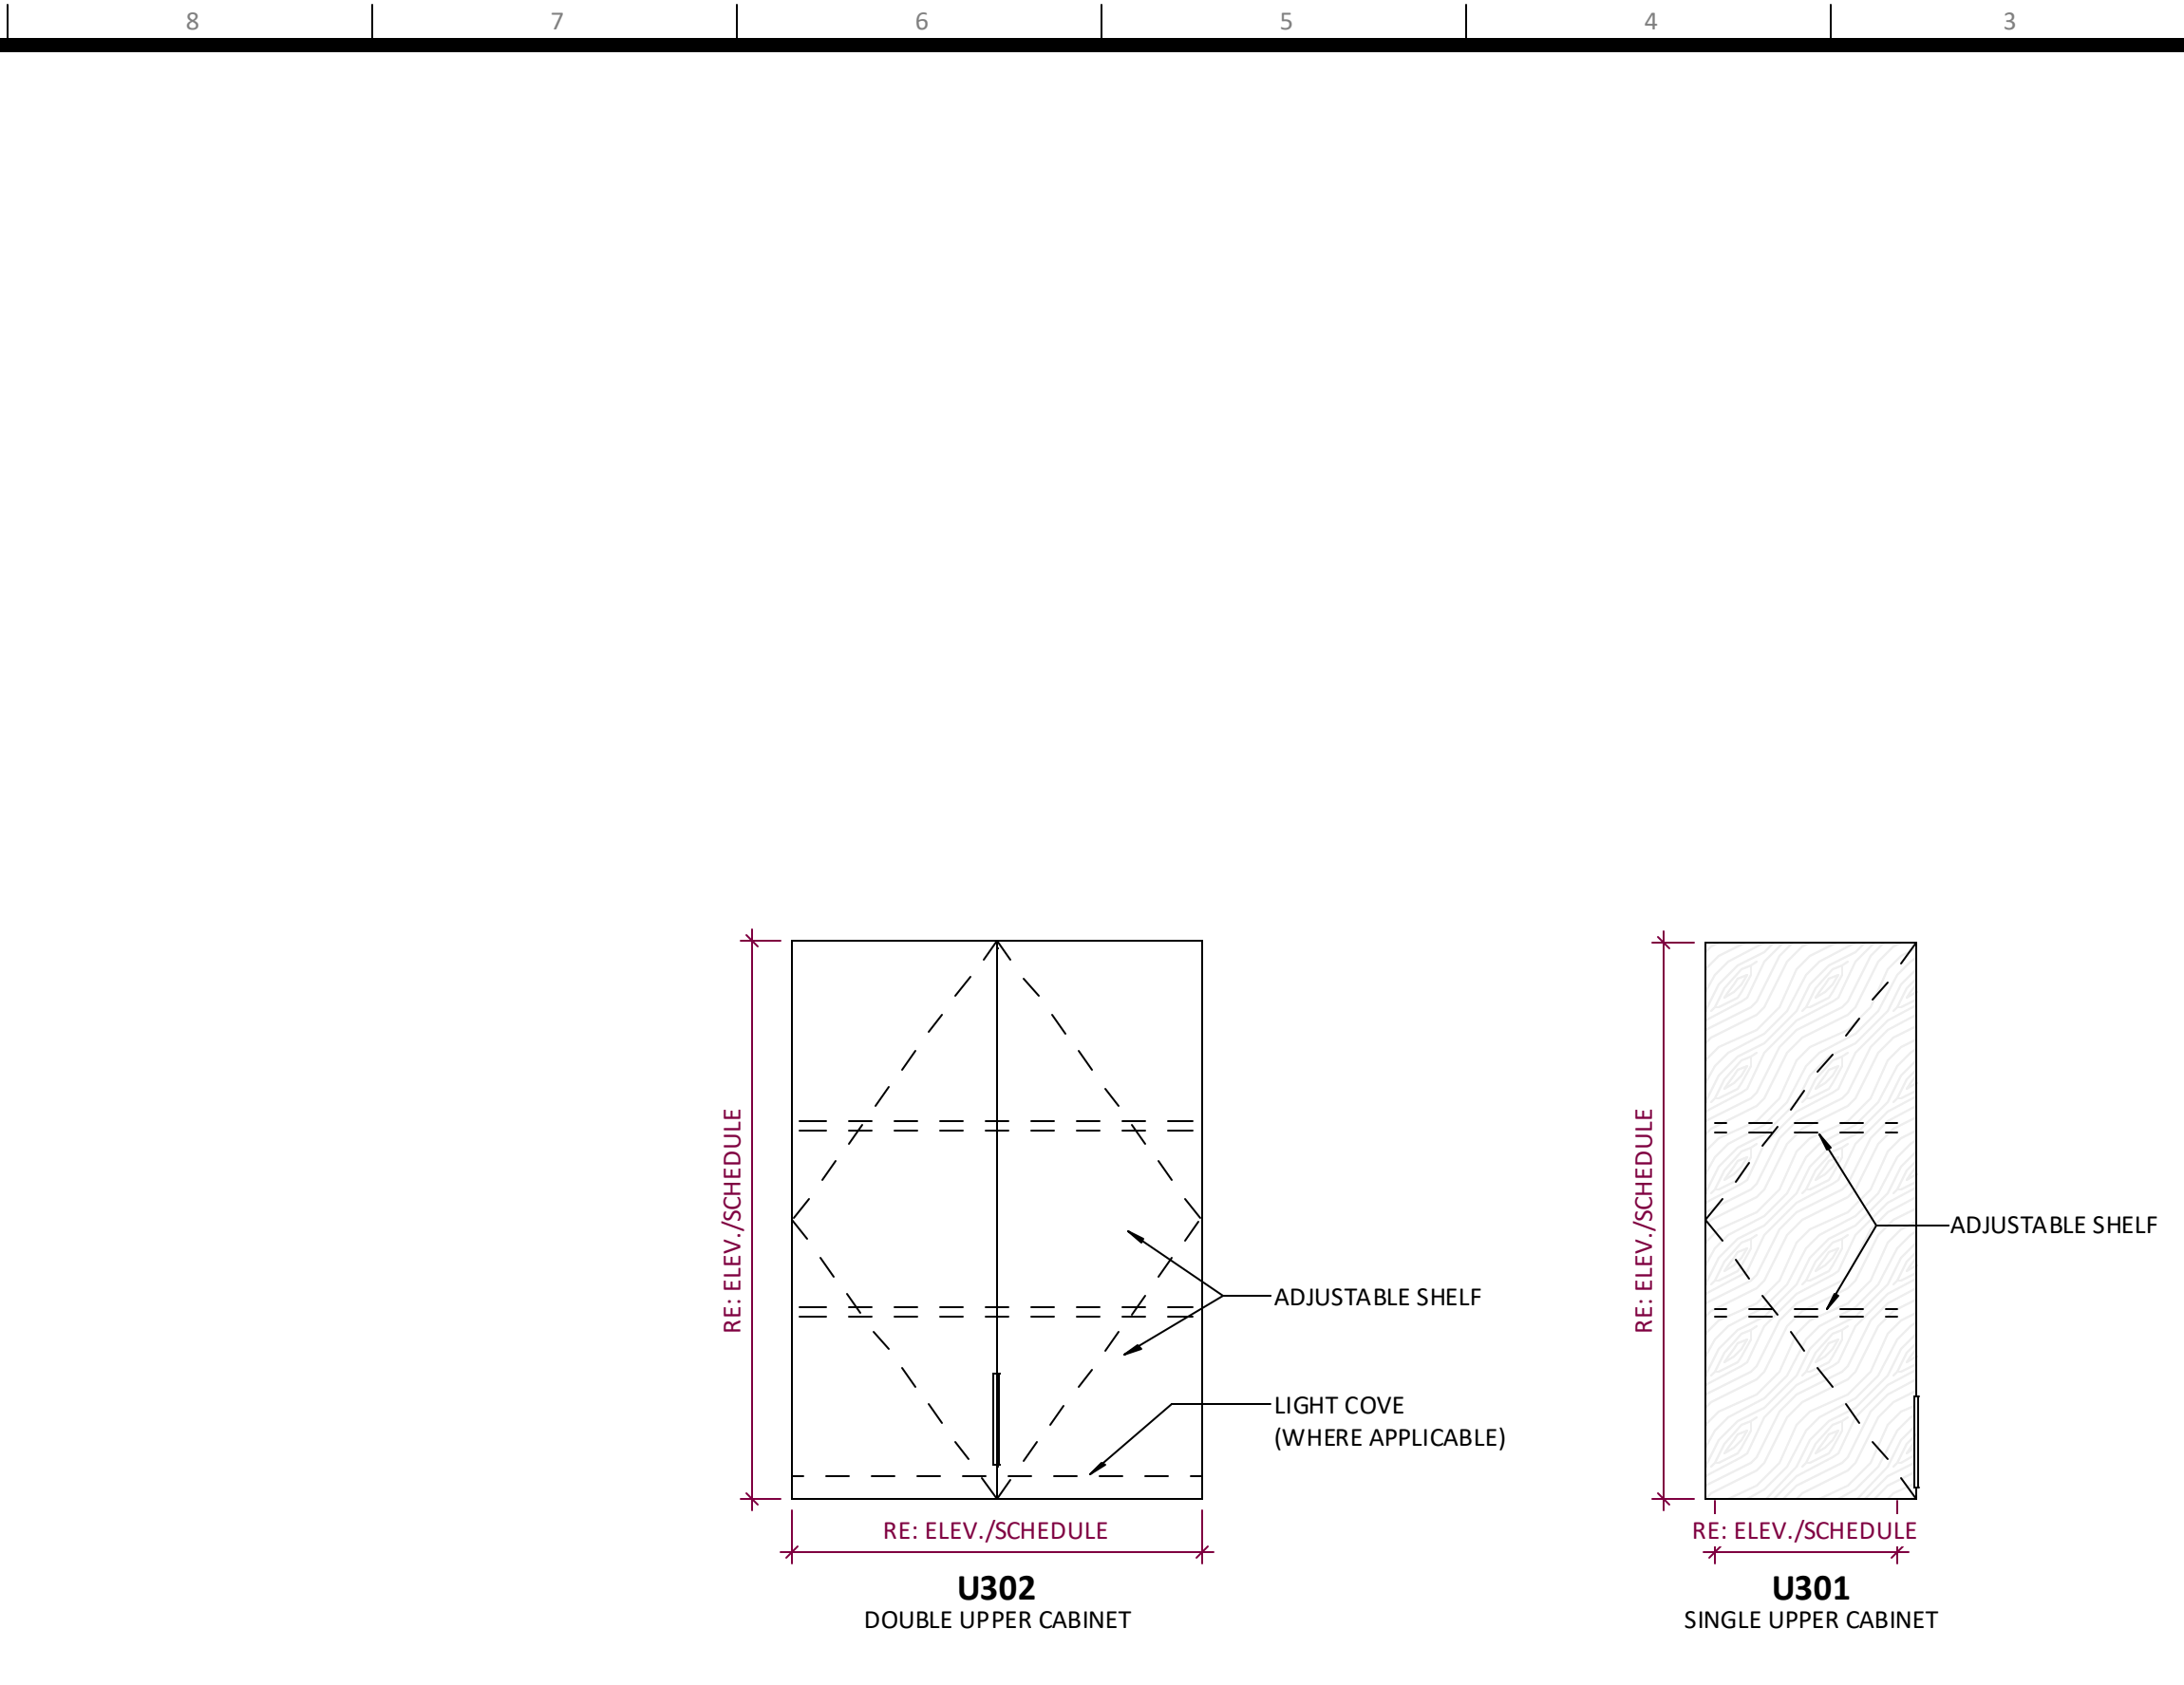 8 7 6 5 4 3
RE: ELEV./SCHEDULE
ADJUSTABLE SHELF
LIGHT COVE
(WHERE APPLICABLE)
RE: ELEV./SCHEDULE
U302
DOUBLE UPPER CABINET
RE: ELEV./SCHEDULE
ADJUSTABLE SHELF
RE: ELEV./SCHEDULE
U301
SINGLE UPPER CABINET